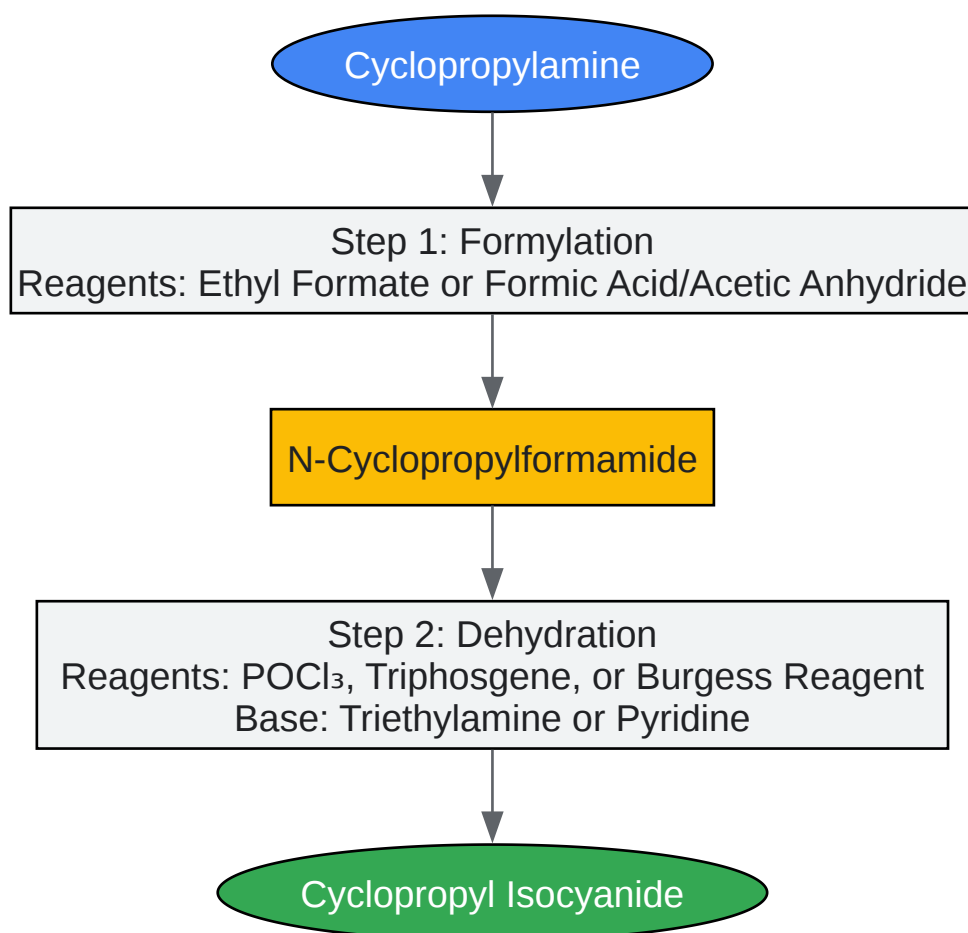 Cyclopropylamine
Step 1: Formylation
Reagents: Ethyl Formate or Formic Acid/Acetic Anhydride
N-Cyclopropylformamide
Step 2: Dehydration
Reagents: POCl₃, Triphosgene, or Burgess Reagent
Base: Triethylamine or Pyridine
Cyclopropyl Isocyanide